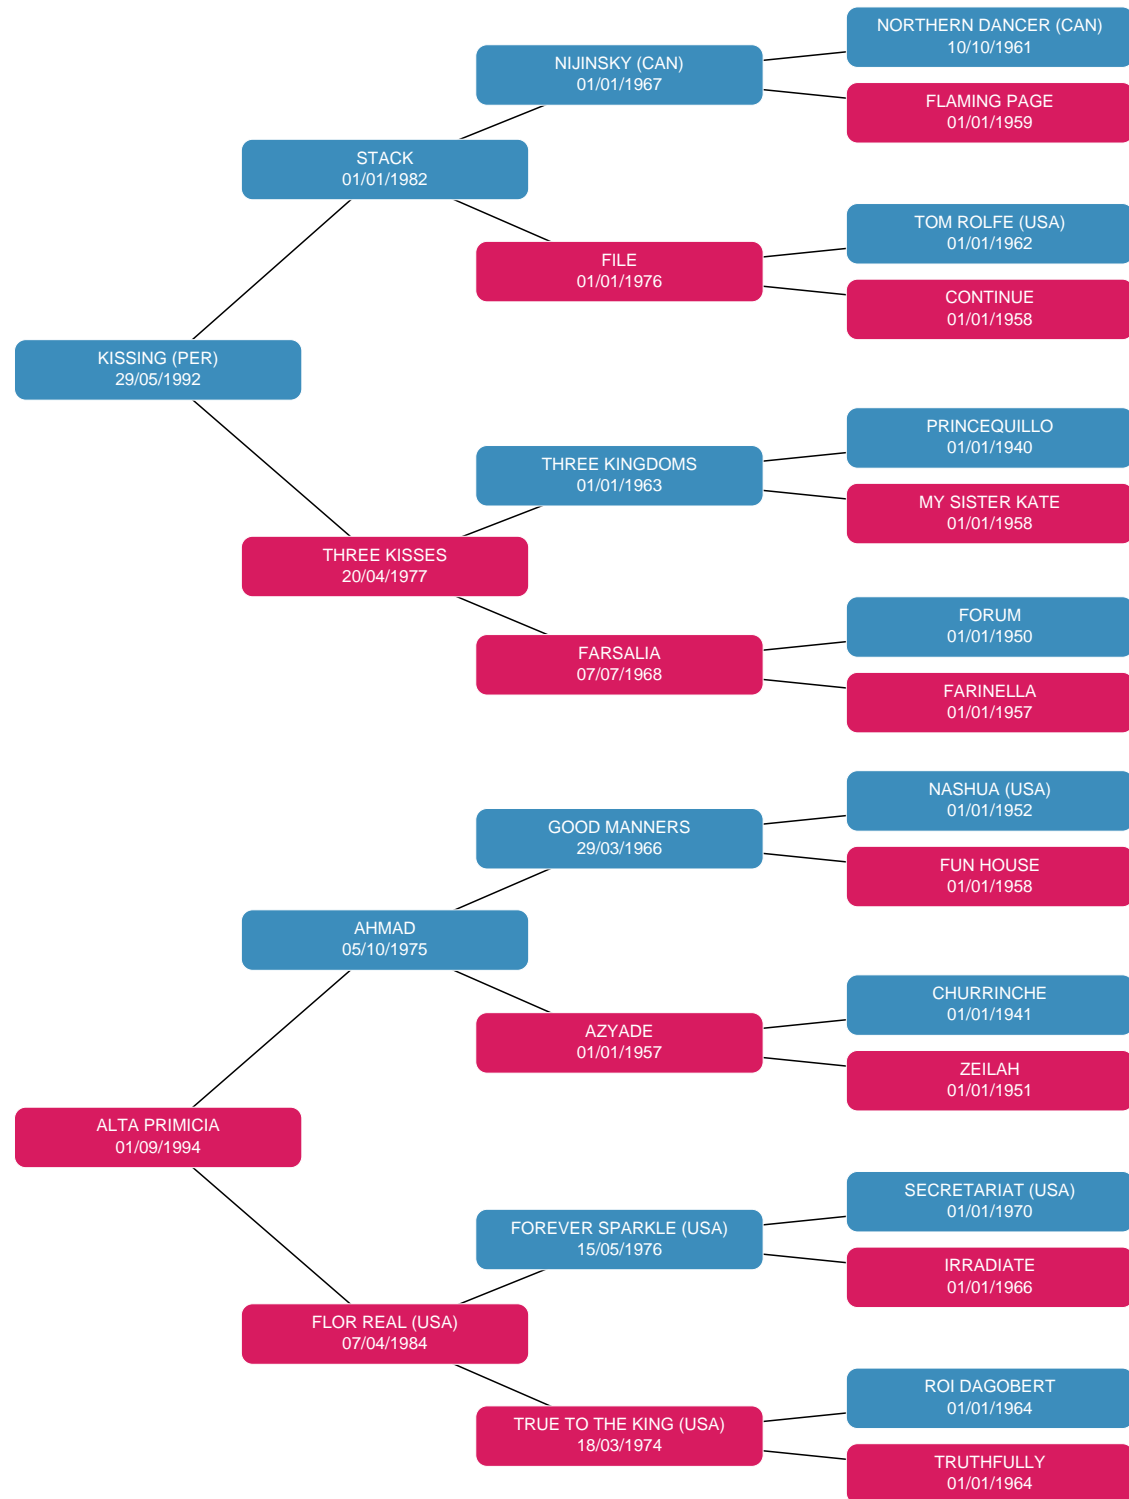 NORTHERN DANCER (CAN)
10/10/1961
NIJINSKY (CAN)
01/01/1967
FLAMING PAGE
01/01/1959
STACK
01/01/1982
TOM ROLFE (USA)
01/01/1962
FILE
01/01/1976
CONTINUE
01/01/1958
KISSING (PER)
29/05/1992
PRINCEQUILLO
01/01/1940
THREE KINGDOMS
01/01/1963
MY SISTER KATE
01/01/1958
THREE KISSES
20/04/1977
FORUM
01/01/1950
FARSALIA
07/07/1968
FARINELLA
01/01/1957
NASHUA (USA)
01/01/1952
GOOD MANNERS
29/03/1966
FUN HOUSE
01/01/1958
AHMAD
05/10/1975
CHURRINCHE
01/01/1941
AZYADE
01/01/1957
ZEILAH
01/01/1951
ALTA PRIMICIA
01/09/1994
SECRETARIAT (USA)
01/01/1970
FOREVER SPARKLE (USA)
15/05/1976
IRRADIATE
01/01/1966
FLOR REAL (USA)
07/04/1984
ROI DAGOBERT
01/01/1964
TRUE TO THE KING (USA)
18/03/1974
TRUTHFULLY
01/01/1964